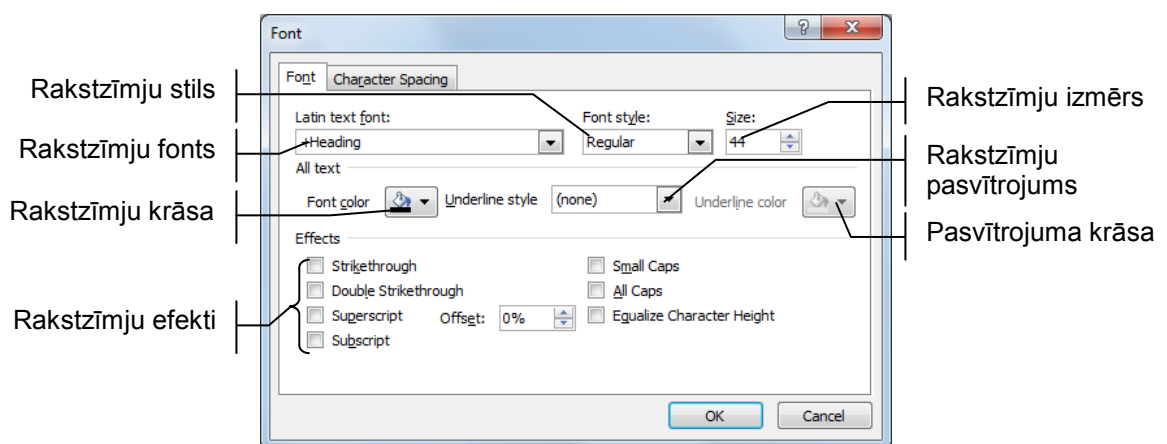 Font
Font Character Spacing
Rakstzīmju stils
Rakstzīmju izmērs
Latin text font: Font style: Size:
Rakstzīmju fonts
+Heading Regular 44
Rakstzīmju
pasvītrojums
All text
Rakstzīmju krāsa
Font color Underline style (none) Underline color
Pasvītrojuma krāsa
Effects
Strikethrough Small Caps
Double Strikethrough All Caps
Rakstzīmju efekti
Superscript Offset: 0% Equalize Character Height
Subscript
OK Cancel